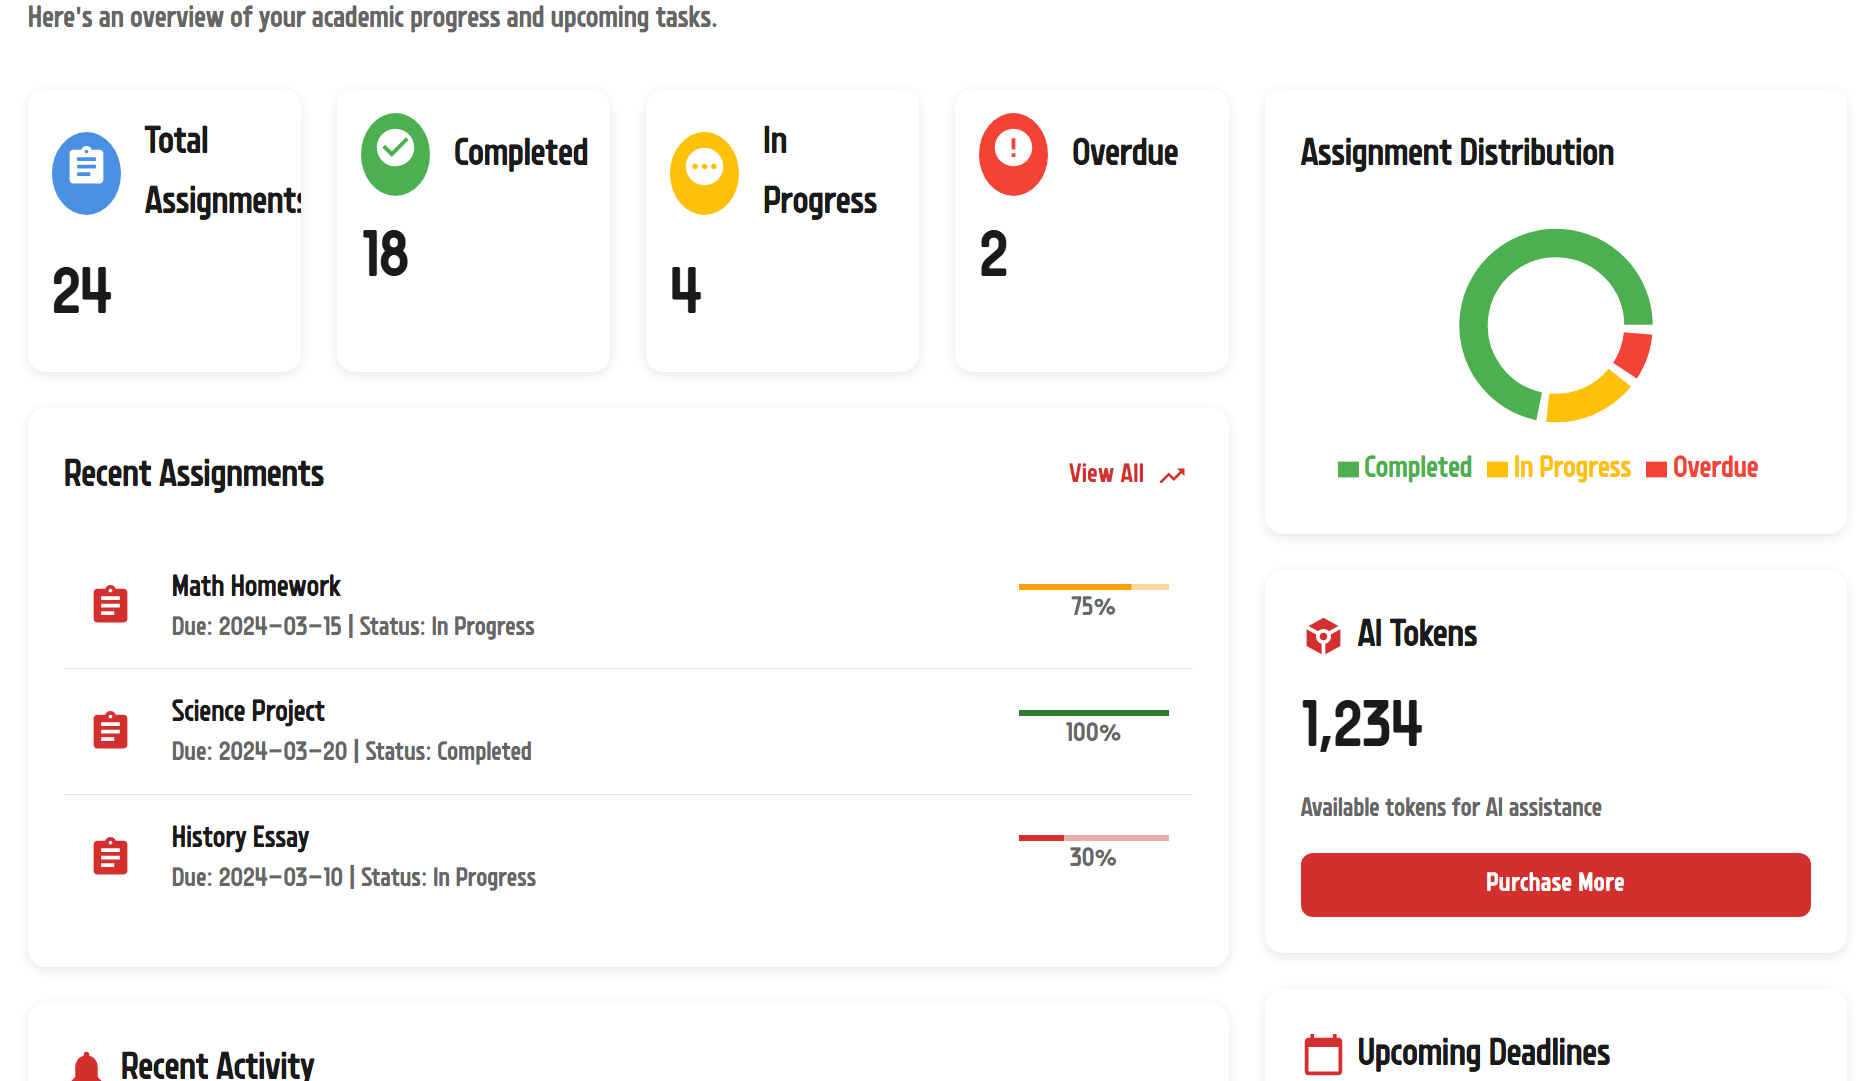 Here's an overview of your academic progress and upcoming tasks.
Total
Assignments
24
Completed
18
In
Progress
4
Overdue
2
Assignment Distribution
Completed
In Progress
Overdue
Recent Assignments
View All
Math Homework
Due: 2024-03-15 | Status: In Progress
75%
Science Project
Due: 2024-03-20 | Status: Completed
100%
History Essay
Due: 2024-03-10 | Status: In Progress
30%
AI Tokens
1,234
Available tokens for AI assistance
Purchase More
Recent Activity
Upcoming Deadlines